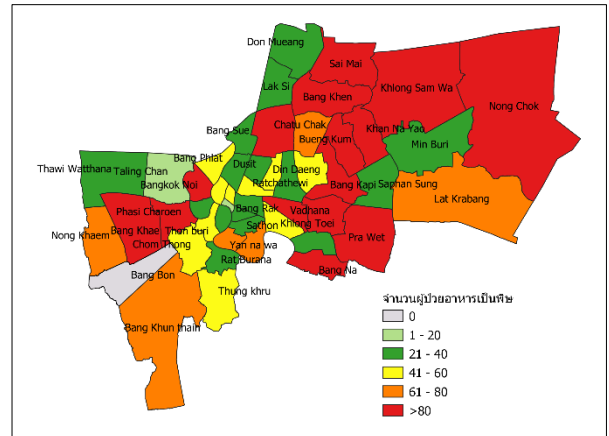 Don Mueang
Sai Mai
Lak Si
Khlong Sam Wa
Bang Khen
Nong Chok
Chatu Chak
Bang Sue
Bueng Kum
Khan Na Yao
Min Buri
Bang Phlat
Dusit
Din Daeng
Thawi Watthana
Taling Chan
Ratchathewi
Bang Kapi
Saphan Sung
Bangkok Noi
Lat Krabang
Phasi Charoen
Bang Rak
Vadhana
Nong Khaem
Bang Khae
Thun buri
Sathon
Khlong Toei
Chom Thong
Yan na wa
Pra Wet
Rat Burana
Bang Bon
Bang Na
Thung khru
Bang Khun thain
จำนวนผู้ป่วยอาหารเป็นพิษ
0
1 - 20
21 - 40
41 - 60
61 - 80
>80